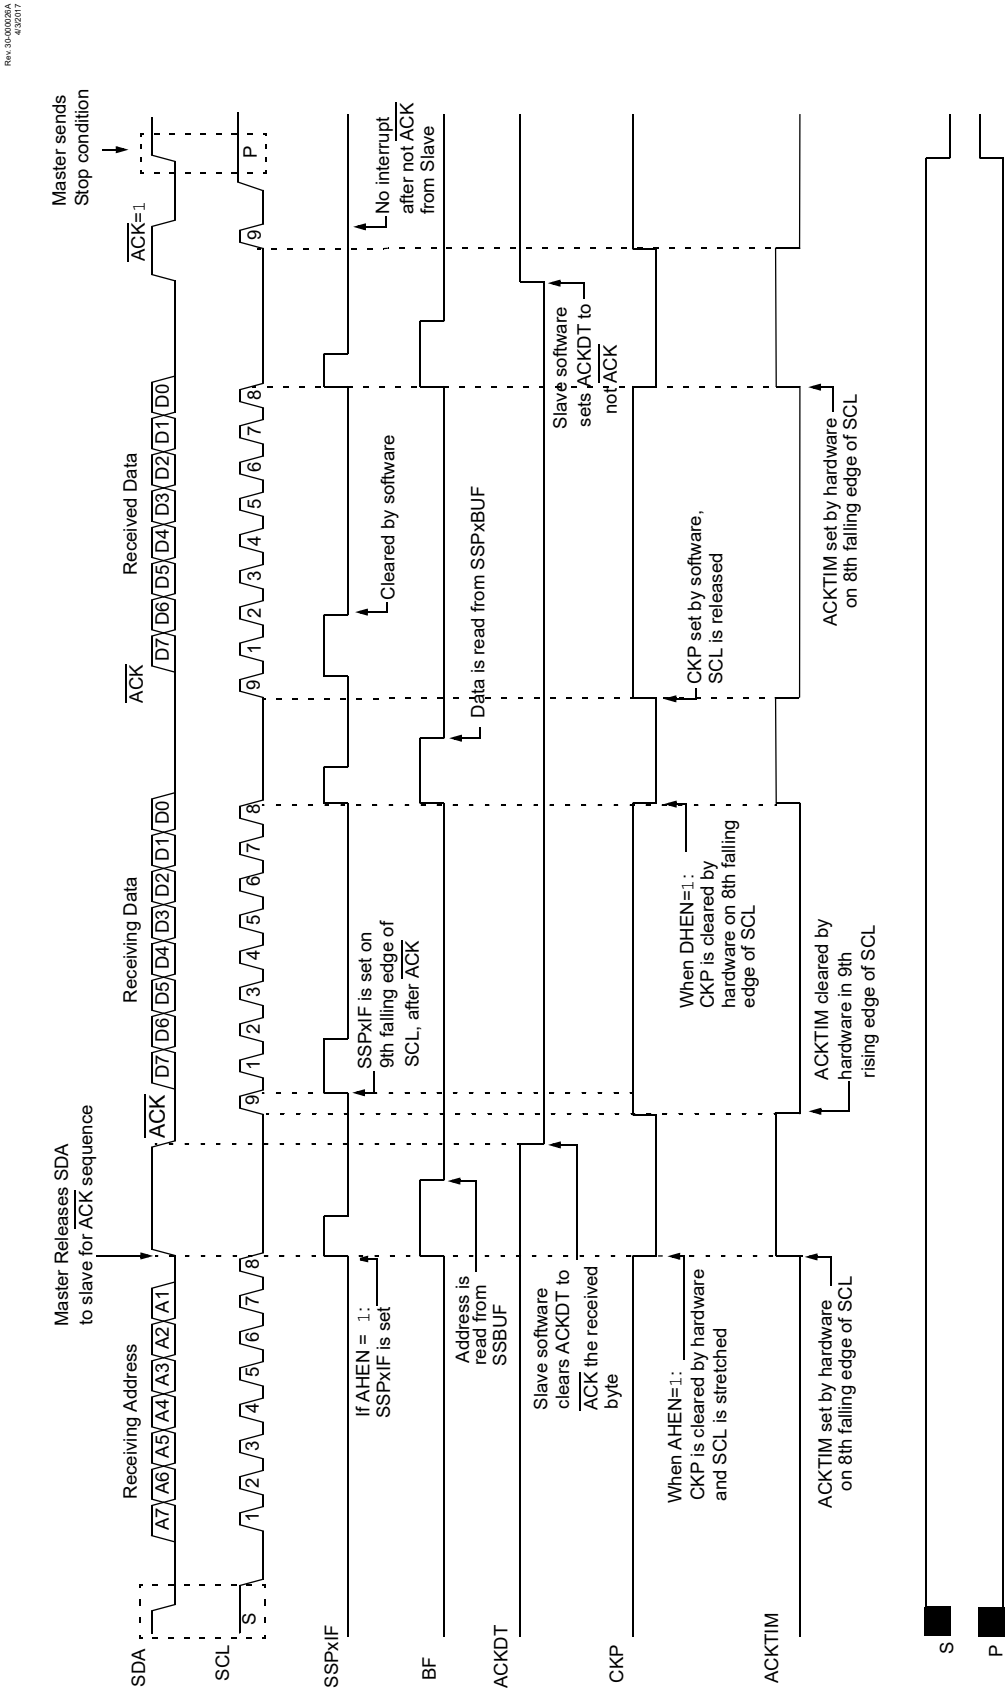 Rev. 30-000026A
4/3/2017
Master Releases SDA
to slave for ACK sequence
Master sends
Stop condition
Receiving Address
Receiving Data
Received Data
ACK
ACK
ACK=1
SDA
A7 A6 A5 A4 A3 A2 A1
D7 D6 D5 D4 D3 D2 D1 D0
D7 D6 D5 D4 D3 D2 D1 D0
SCL
S
1 2 3 4 5 6 7 8 9
1 2 3 4 5 6 7 8 9
1 2 3 4 5 6 7 8 9
P
SSPxIF
If AHEN = 1:
SSPxIF is set
SSPxIF is set on
9th falling edge of
SCL, after ACK
Cleared by software
No interrupt
after not ACK
from Slave
BF
Address is
read from
SSBUF
Data is read from SSPxBUF
ACKDT
Slave software
clears ACKDT to
ACK the received
byte
Slave software
sets ACKDT to
not ACK
CKP
When AHEN=1:
CKP is cleared by hardware
and SCL is stretched
When DHEN=1:
CKP is cleared by
hardware on 8th falling
edge of SCL
CKP set by software,
SCL is released
ACKTIM
ACKTIM set by hardware
on 8th falling edge of SCL
ACKTIM cleared by
hardware in 9th
rising edge of SCL
ACKTIM set by hardware
on 8th falling edge of SCL
S
P